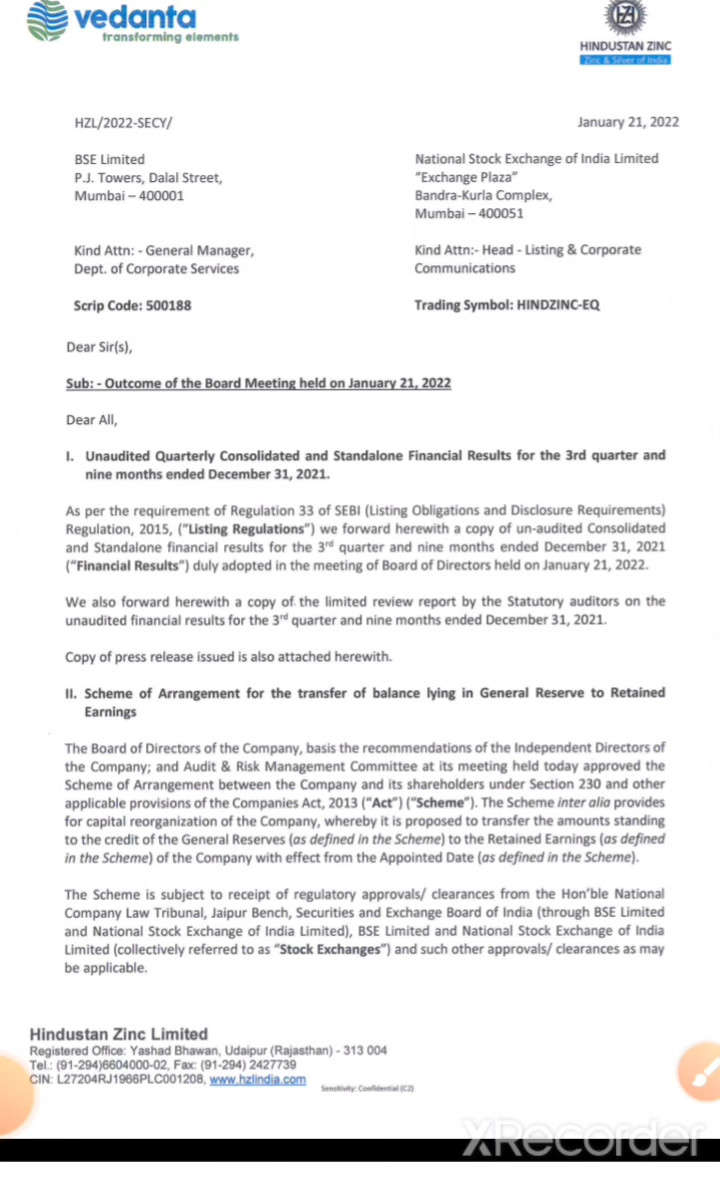 vedanta
transforming elements
HINDUSTAN ZINC
Zinc & Silver of India
HZL/2022-SECY/
January 21, 2022
BSE Limited
P.J. Towers, Dalal Street,
Mumbai – 400001
National Stock Exchange of India Limited
“Exchange Plaza”
Bandra-Kurla Complex,
Mumbai – 400051
Kind Attn: - General Manager,
Dept. of Corporate Services
Kind Attn:- Head - Listing & Corporate
Communications
Scrip Code: 500188
Trading Symbol: HINDZINC-EQ
Dear Sir(s),
Sub: - Outcome of the Board Meeting held on January 21, 2022
Dear All,
I. Unaudited Quarterly Consolidated and Standalone Financial Results for the 3rd quarter and
nine months ended December 31, 2021.
As per the requirement of Regulation 33 of SEBI (Listing Obligations and Disclosure Requirements)
Regulation, 2015, (“Listing Regulations”) we forward herewith a copy of un-audited Consolidated
and Standalone financial results for the 3rd quarter and nine months ended December 31, 2021
(“Financial Results”) duly adopted in the meeting of Board of Directors held on January 21, 2022.
We also forward herewith a copy of the limited review report by the Statutory auditors on the
unaudited financial results for the 3rd quarter and nine months ended December 31, 2021.
Copy of press release issued is also attached herewith.
II. Scheme of Arrangement for the transfer of balance lying in General Reserve to Retained
Earnings
The Board of Directors of the Company, basis the recommendations of the Independent Directors of
the Company; and Audit & Risk Management Committee at its meeting held today approved the
Scheme of Arrangement between the Company and its shareholders under Section 230 and other
applicable provisions of the Companies Act, 2013 (“Act”) (“Scheme”). The Scheme inter alia provides
for capital reorganization of the Company, whereby it is proposed to transfer the amounts standing
to the credit of the General Reserves (as defined in the Scheme) to the Retained Earnings (as defined
in the Scheme) of the Company with effect from the Appointed Date (as defined in the Scheme).
The Scheme is subject to receipt of regulatory approvals/ clearances from the Hon’ble National
Company Law Tribunal, Jaipur Bench, Securities and Exchange Board of India (through BSE Limited
and National Stock Exchange of India Limited), BSE Limited and National Stock Exchange of India
Limited (collectively referred to as “Stock Exchanges”) and such other approvals/ clearances as may
be applicable.
Hindustan Zinc Limited
Registered Office: Yashad Bhawan, Udaipur (Rajasthan) - 313 004
Tel.: (91-294)6604000-02, Fax: (91-294) 2427739
CIN: L27204RJ1966PLC001208, www.hzlindia.com
Sensitivity: Confidential (C2)
XRecorder